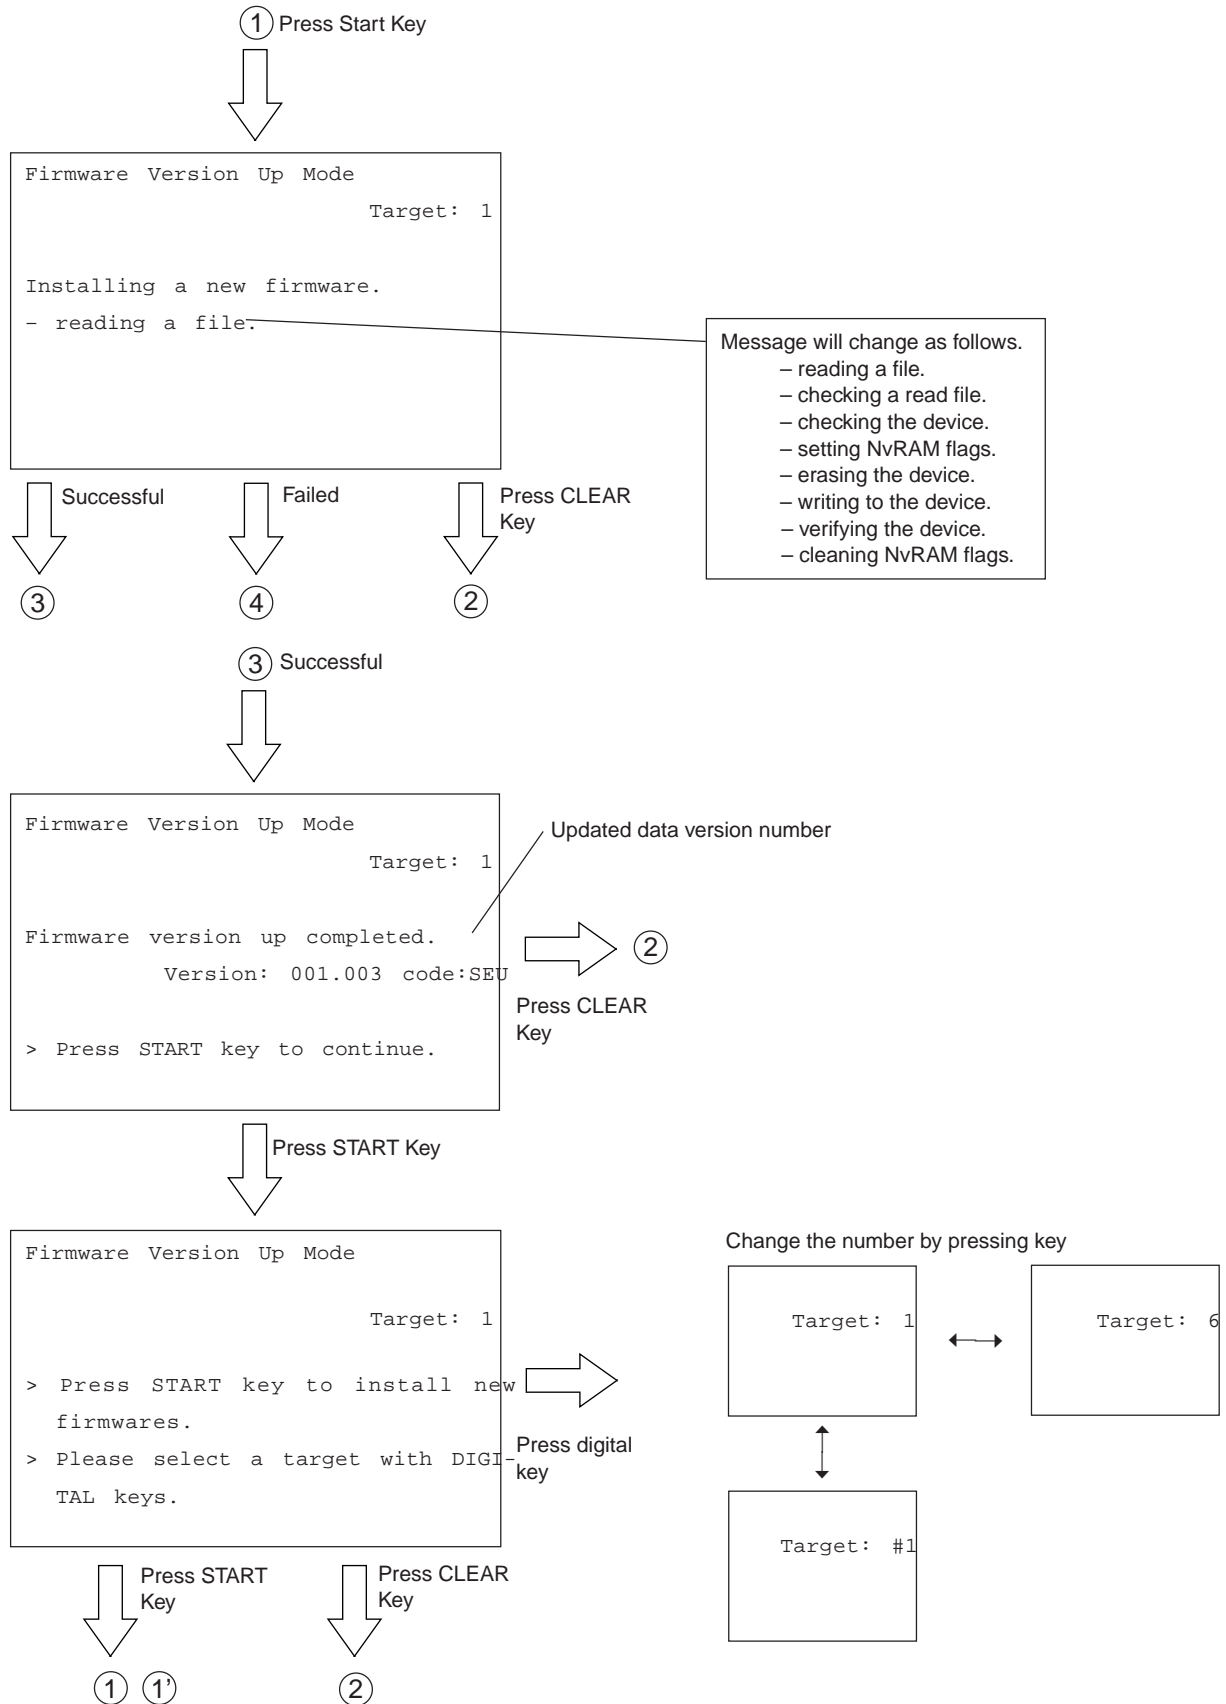 1 Press Start Key
Firmware Version Up Mode
Target: 1
Installing a new firmware.
– reading a file.
Message will change as follows.
– reading a file.
– checking a read file.
– checking the device.
– setting NvRAM flags.
– erasing the device.
– writing to the device.
– verifying the device.
– cleaning NvRAM flags.
Successful
Failed
Press CLEAR
Key
3
4
2
3 Successful
Firmware Version Up Mode
Target: 1
Updated data version number
Firmware version up completed.
Version: 001.003 code:SEU
> Press START key to continue.
2
Press CLEAR
Key
Press START Key
Firmware Version Up Mode
Target: 1
> Press START key to install new
firmwares.
> Please select a target with DIGI-
TAL keys.
Press digital
key
Change the number by pressing key
Target: 1
Target: 6
Target: #1
Press START
Key
Press CLEAR
Key
1 1’
2